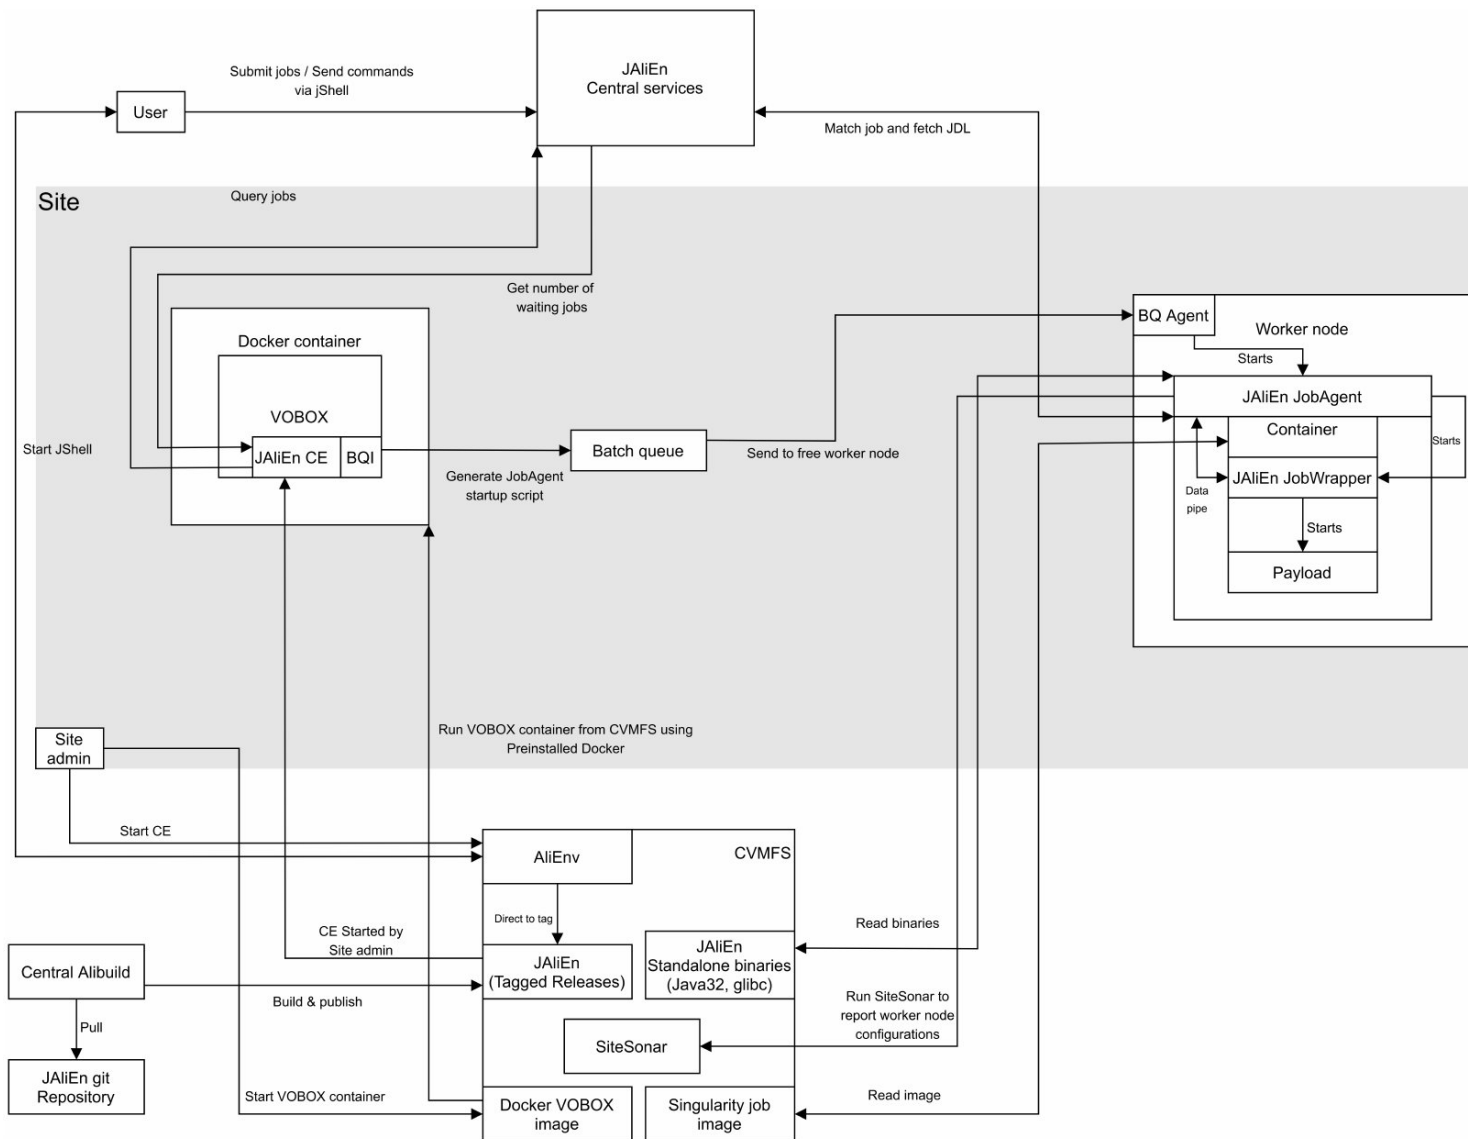 JAliEn
Central services
Submit jobs / Send commands
via jShell
User
Match job and fetch JDL
Site
Query jobs
Get number of
waiting jobs
BQ Agent
Worker node
Starts
Docker container
VOBOX
JAliEn CE
BQI
Start JShell
Generate JobAgent
startup script
Batch queue
Send to free worker node
JAliEn JobAgent
Container
Starts
JAliEn JobWrapper
Data
pipe
Starts
Payload
Site
admin
Run VOBOX container from CVMFS using
Preinstalled Docker
Start CE
AliEnv
CVMFS
Direct to tag
CE Started by
Site admin
JAliEn
(Tagged Releases)
JAliEn
Standalone binaries
(Java32, glibc)
Read binaries
Central Alibuild
Build & publish
Pull
JAliEn git
Repository
Run SiteSonar to
report worker node
configurations
SiteSonar
Start VOBOX container
Docker VOBOX
image
Singularity job
image
Read image